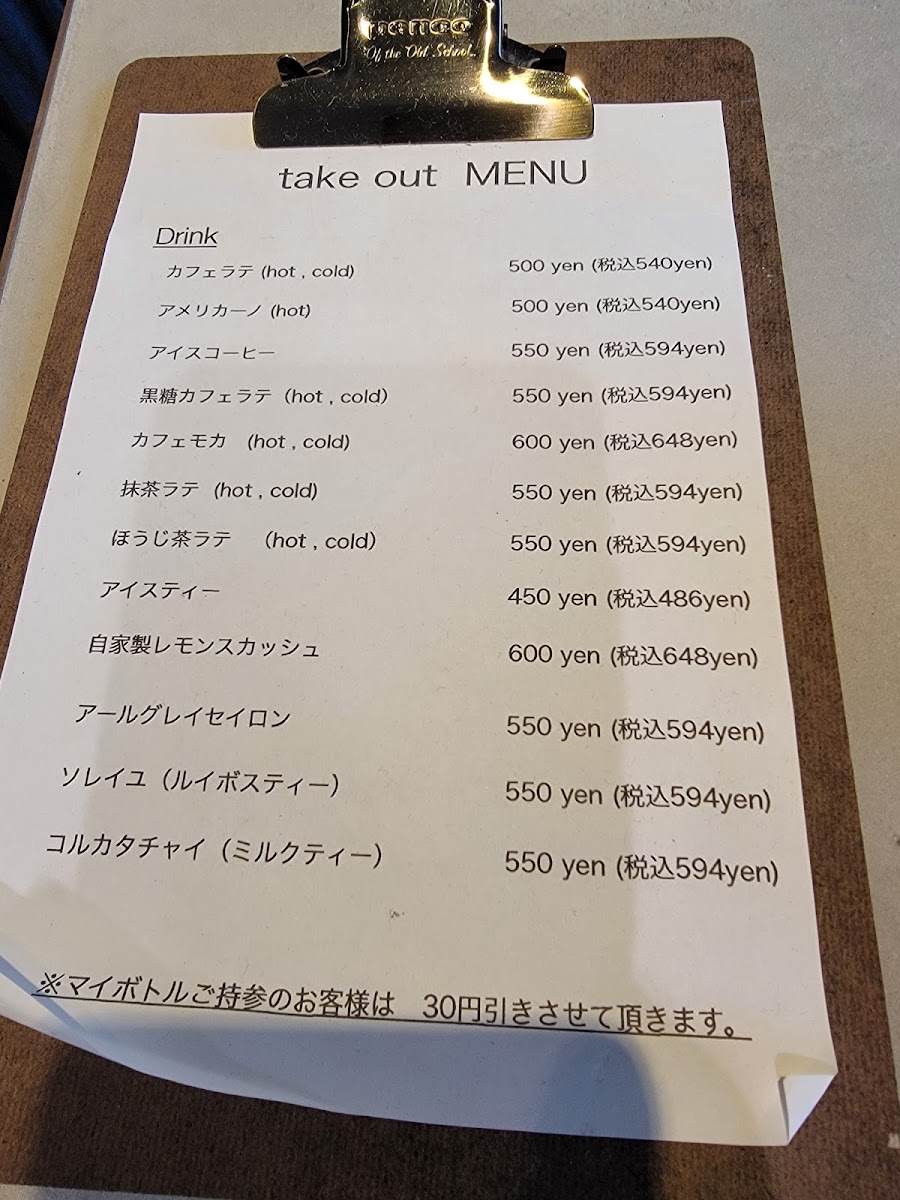 Of the Old School.
take out MENU
Drink
カフェラテ (hot , cold) 500 yen (税込540yen)
アメリカーノ (hot) 500 yen (税込540yen)
アイスコーヒー 550 yen (税込594yen)
黒糖カフェラテ (hot , cold) 550 yen (税込594yen)
カフェモカ (hot , cold) 600 yen (税込648yen)
抹茶ラテ (hot , cold) 550 yen (税込594yen)
ほうじ茶ラテ (hot , cold) 550 yen (税込594yen)
アイスティー 450 yen (税込486yen)
自家製レモンスカッシュ 600 yen (税込648yen)
アールグレイセイロン 550 yen (税込594yen)
ソレイユ（ルイボスティー） 550 yen (税込594yen)
コルカタチャイ（ミルクティー） 550 yen (税込594yen)
※マイボトルご持参のお客様は 30円引きさせて頂きます。